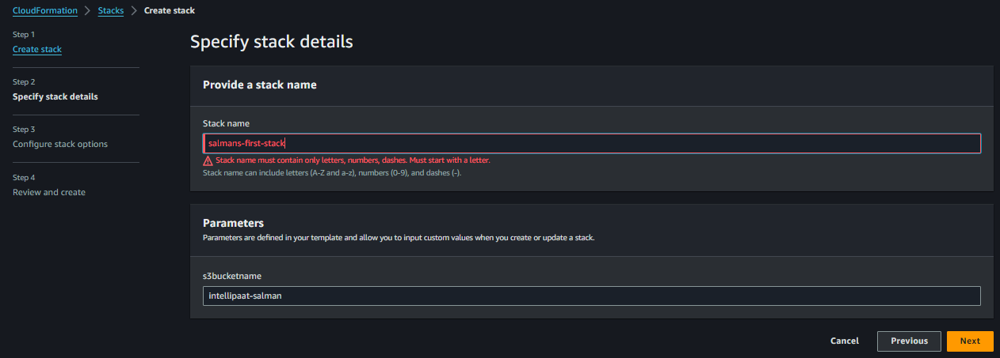 CloudFormation > Stacks > Create stack
Step 1
Create stack
Step 2
Specify stack details
Step 3
Configure stack options
Step 4
Review and create
Specify stack details
Provide a stack name
Stack name
salmans-first-stack
Stack name must contain only letters, numbers, dashes. Must start with a letter.
Stack name can include letters (A-Z and a-z), numbers (0-9), and dashes (-).
Parameters
Parameters are defined in your template and allow you to input custom values when you create or update a stack.
s3bucketname
intellipaat-salman
Cancel Previous Next